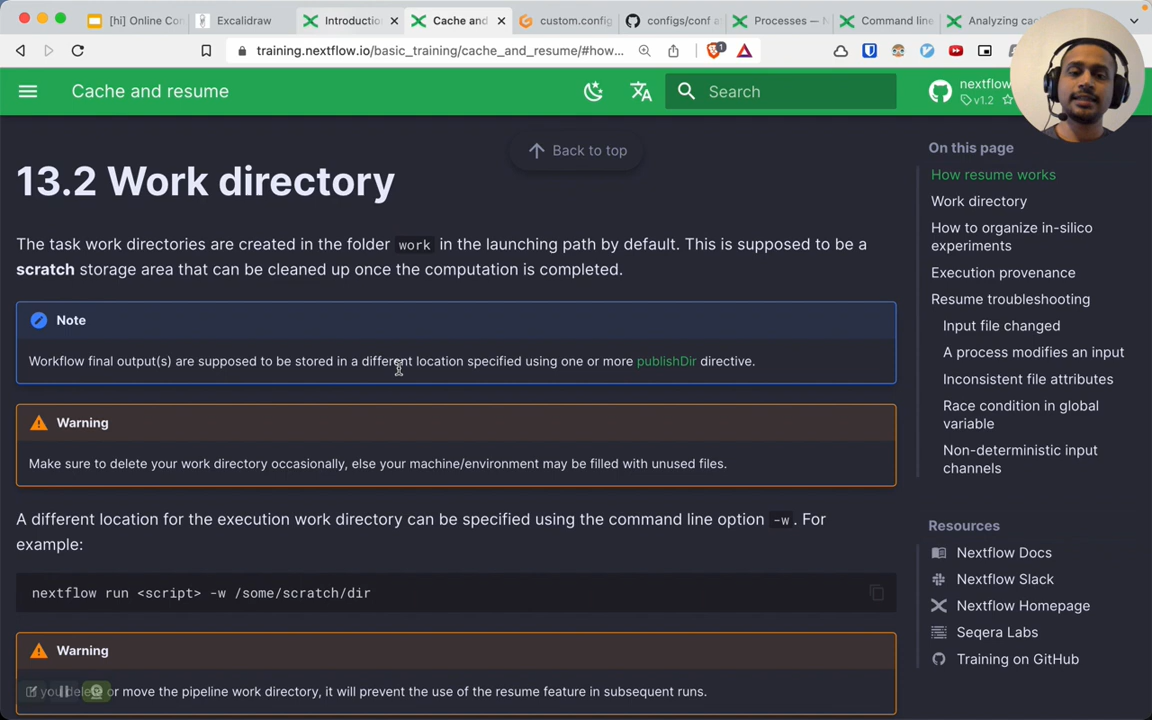 [hi] Online Con
Excalidraw
Introductio
Cache and
custom.config
configs/conf a
Processes — N
Command line
Analyzing cac
training.nextflow.io/basic_training/cache_and_resume/#how...
1
Cache and resume
Search
nextflow
v1.2
Back to top
13.2 Work directory
The task work directories are created in the folder work in the launching path by default. This is supposed to be a
scratch storage area that can be cleaned up once the computation is completed.
Note
Workflow final output(s) are supposed to be stored in a different location specified using one or more publishDir directive.
Warning
Make sure to delete your work directory occasionally, else your machine/environment may be filled with unused files.
A different location for the execution work directory can be specified using the command line option -w. For
example:
nextflow run <script> -w /some/scratch/dir
Warning
you delete or move the pipeline work directory, it will prevent the use of the resume feature in subsequent runs.
On this page
How resume works
Work directory
How to organize in-silico
experiments
Execution provenance
Resume troubleshooting
Input file changed
A process modifies an input
Inconsistent file attributes
Race condition in global
variable
Non-deterministic input
channels
Resources
Nextflow Docs
Nextflow Slack
Nextflow Homepage
Seqera Labs
Training on GitHub